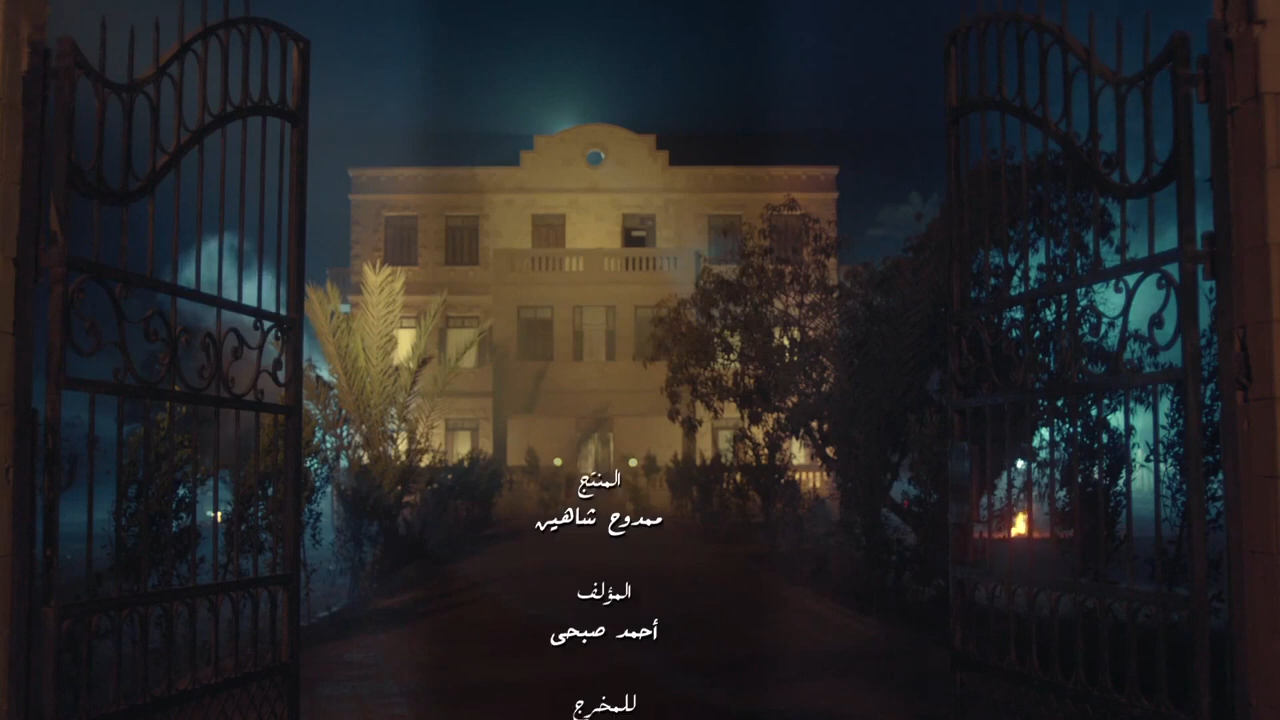 المنتج
ممدوح شاهين
المؤلف
أحمد صبحى
للمخرج